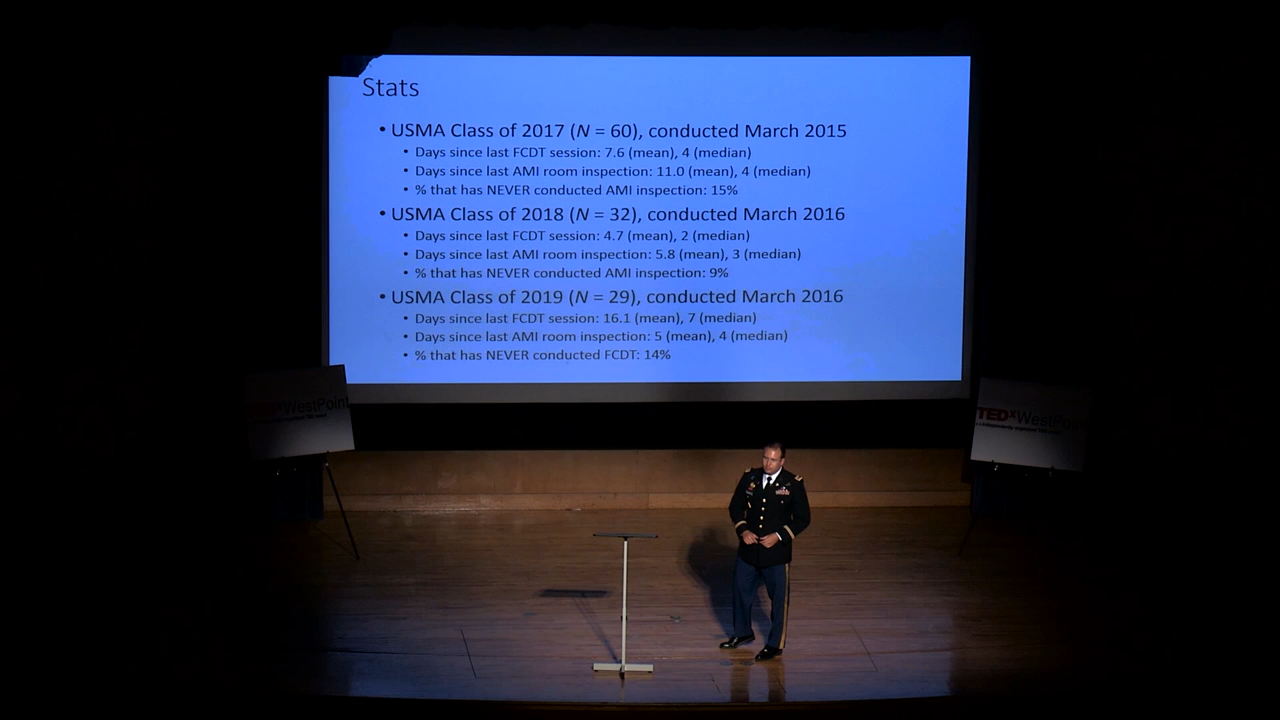 Stats
• USMA Class of 2017 (N = 60), conducted March 2015
• Days since last FCDT session: 7.6 (mean), 4 (median)
• Days since last AMI room inspection: 11.0 (mean), 4 (median)
• % that has NEVER conducted AMI inspection: 15%
• USMA Class of 2018 (N = 32), conducted March 2016
• Days since last FCDT session: 4.7 (mean), 2 (median)
• Days since last AMI room inspection: 5.8 (mean), 3 (median)
• % that has NEVER conducted AMI inspection: 9%
• USMA Class of 2019 (N = 29), conducted March 2016
• Days since last FCDT session: 16.1 (mean), 7 (median)
• Days since last AMI room inspection: 5 (mean), 4 (median)
• % that has NEVER conducted FCDT: 14%
TEDxWestPoint
TEDxWestPoint